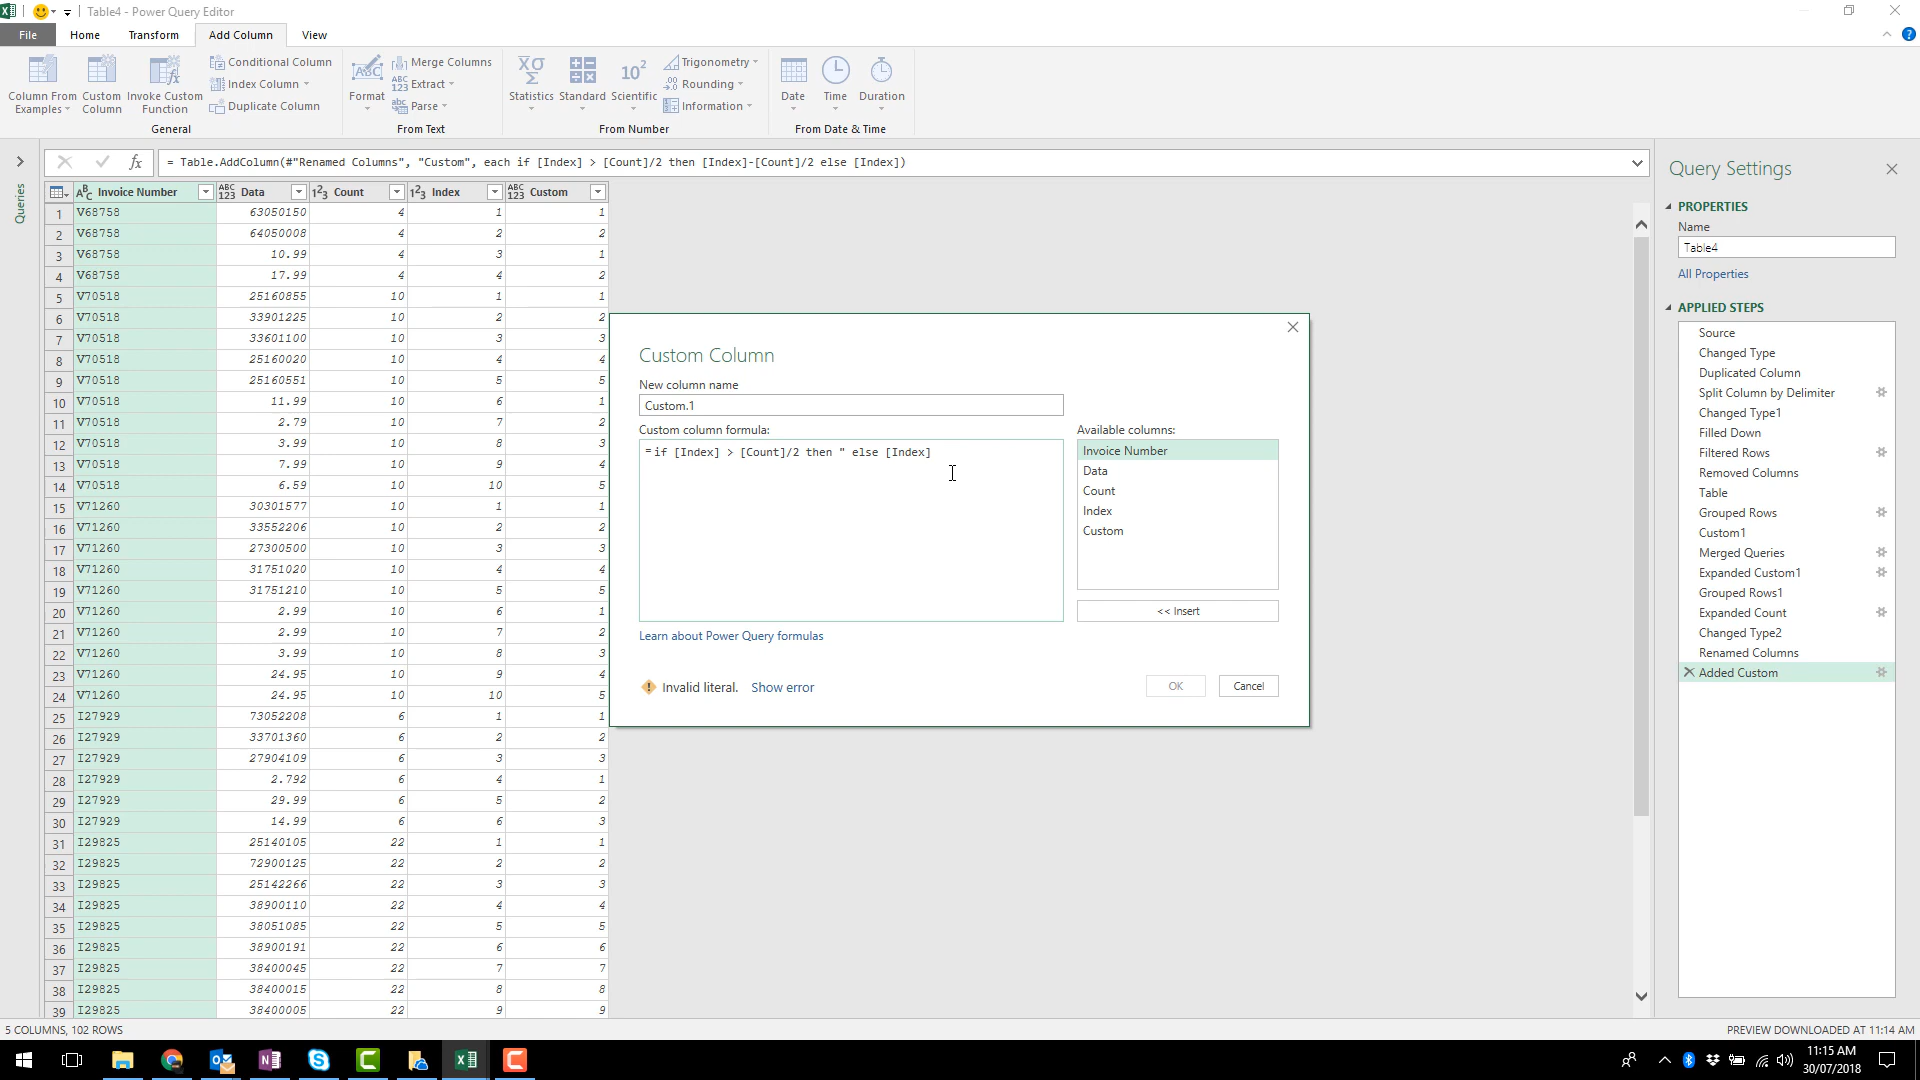 Table4 - Power Query Editor
File Home Transform Add Column View
Column From Examples
Custom Column
Invoke Custom Function
Conditional Column
Index Column
Duplicate Column
General
Format
Merge Columns
Extract
Parse
From Text
Statistics
Standard
Scientific
Trigonometry
Rounding
Information
From Number
Date
Time
Duration
From Date & Time
= Table.AddColumn(#"Renamed Columns", "Custom", each if [Index] > [Count]/2 then [Index]-[Count]/2 else [Index])
Queries
Invoice Number Data Count Index Custom
1 V68758 63050150 4 1 1
2 V68758 64050008 4 2 2
3 V68758 10.99 4 3 1
4 V68758 17.99 4 4 2
5 V70518 25160855 10 1 1
6 V70518 33901225 10 2 2
7 V70518 33601100 10 3 3
8 V70518 25160020 10 4 4
9 V70518 25160551 10 5 5
10 V70518 11.99 10 6 1
11 V70518 2.79 10 7 2
12 V70518 3.99 10 8 3
13 V70518 7.99 10 9 4
14 V70518 6.59 10 10 5
15 V71260 30301577 10 1 1
16 V71260 33552206 10 2 2
17 V71260 27300500 10 3 3
18 V71260 31751020 10 4 4
19 V71260 31751210 10 5 5
20 V71260 2.99 10 6 1
21 V71260 2.99 10 7 2
22 V71260 3.99 10 8 3
23 V71260 24.95 10 9 4
24 V71260 24.95 10 10 5
25 I27929 73052208 6 1 1
26 I27929 33701360 6 2 2
27 I27929 27904109 6 3 3
28 I27929 2.792 6 4 1
29 I27929 29.99 6 5 2
30 I27929 14.99 6 6 3
31 I29825 25140105 22 1 1
32 I29825 72900125 22 2 2
33 I29825 25142266 22 3 3
34 I29825 38900110 22 4 4
35 I29825 38051085 22 5 5
36 I29825 38900191 22 6 6
37 I29825 38400045 22 7 7
38 I29825 38400015 22 8 8
39 I29825 38400005 22 9 9
Custom Column
New column name
Custom.1
Custom column formula:
=if [Index] > [Count]/2 then " else [Index]
Available columns:
Invoice Number
Data
Count
Index
Custom
<< Insert
Learn about Power Query formulas
Invalid literal. Show error
OK Cancel
Query Settings
PROPERTIES
Name
Table4
All Properties
APPLIED STEPS
Source
Changed Type
Duplicated Column
Split Column by Delimiter
Changed Type1
Filled Down
Filtered Rows
Removed Columns
Table
Grouped Rows
Custom1
Merged Queries
Expanded Custom1
Grouped Rows1
Expanded Count
Changed Type2
Renamed Columns
Added Custom
5 COLUMNS, 102 ROWS
PREVIEW DOWNLOADED AT 11:14 AM
11:15 AM
30/07/2018